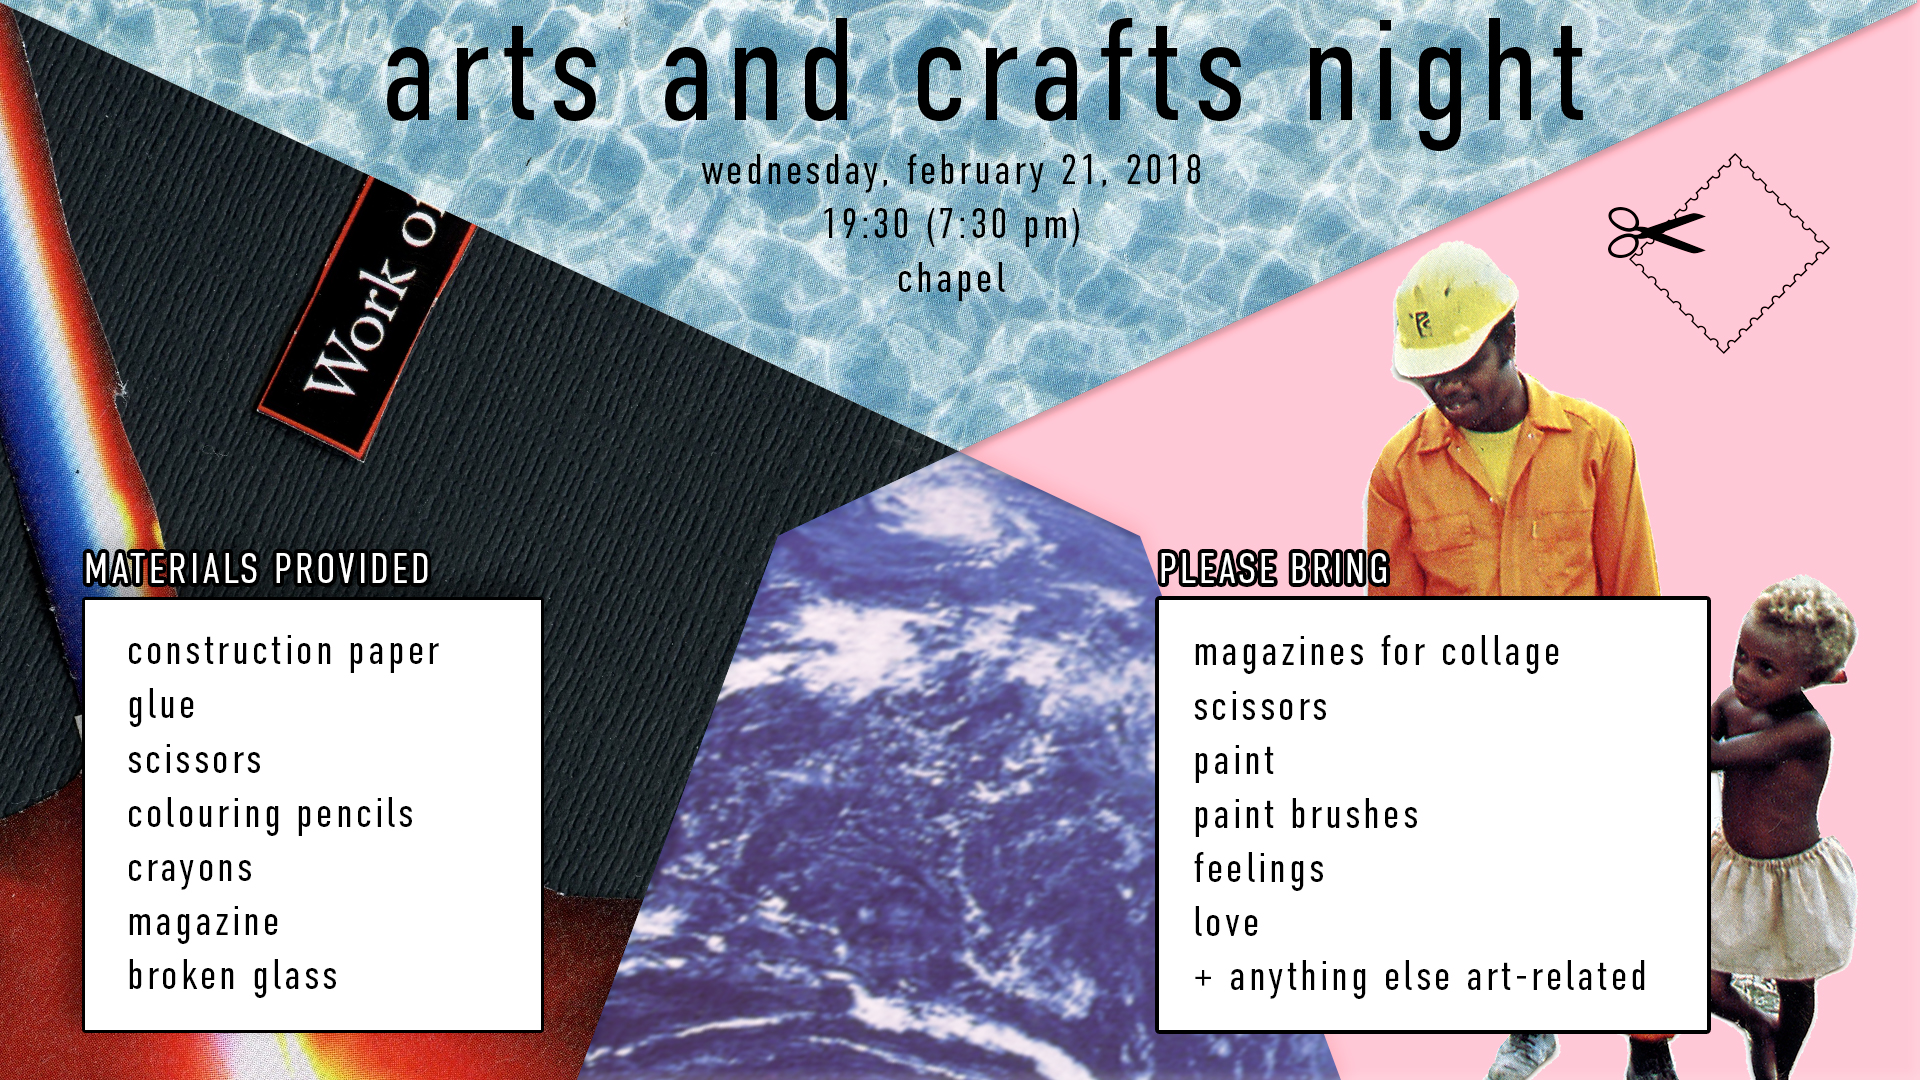 arts and crafts night
wednesday, february 21, 2018
19:30 (7:30 pm)
chapel
Work of
MATERIALS PROVIDED
construction paper
glue
scissors
colouring pencils
crayons
magazine
broken glass
PLEASE BRING
magazines for collage
scissors
paint
paint brushes
feelings
love
+ anything else art-related